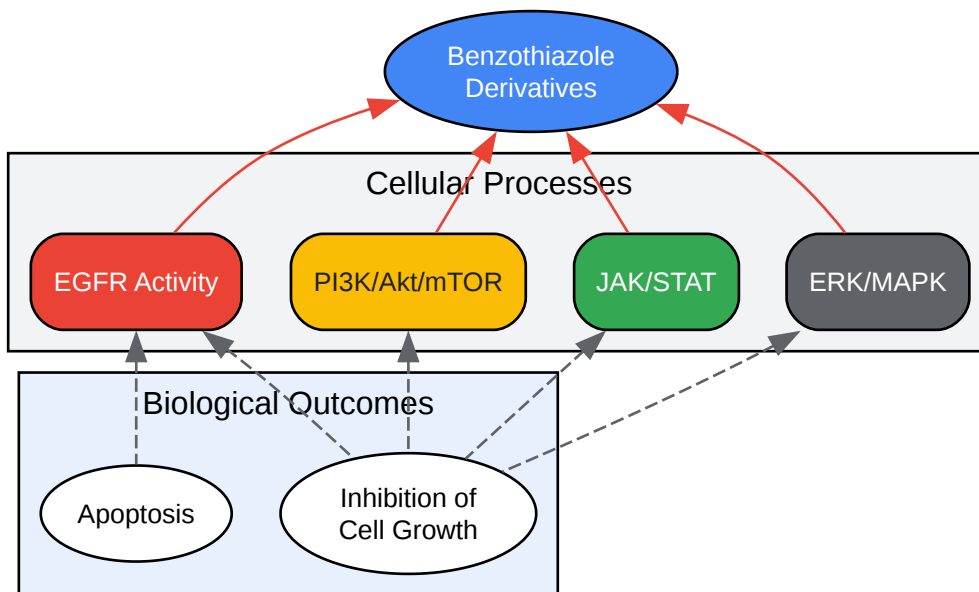 Benzothiazole
Derivatives
Cellular Processes
EGFR Activity
PI3K/Akt/mTOR
JAK/STAT
ERK/MAPK
Biological Outcomes
Apoptosis
Inhibition of
Cell Growth